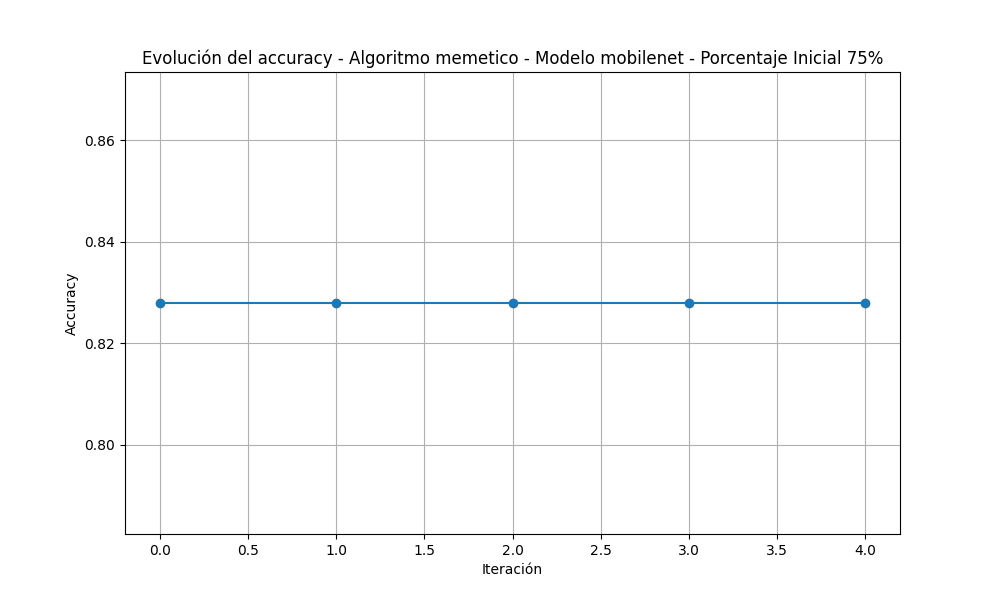 Evolución del accuracy - Algoritmo memetico - Modelo mobilenet - Porcentaje Inicial 75%
0.86
0.84
0.82
0.80
Accuracy
0.0 0.5 1.0 1.5 2.0 2.5 3.0 3.5 4.0
Iteración